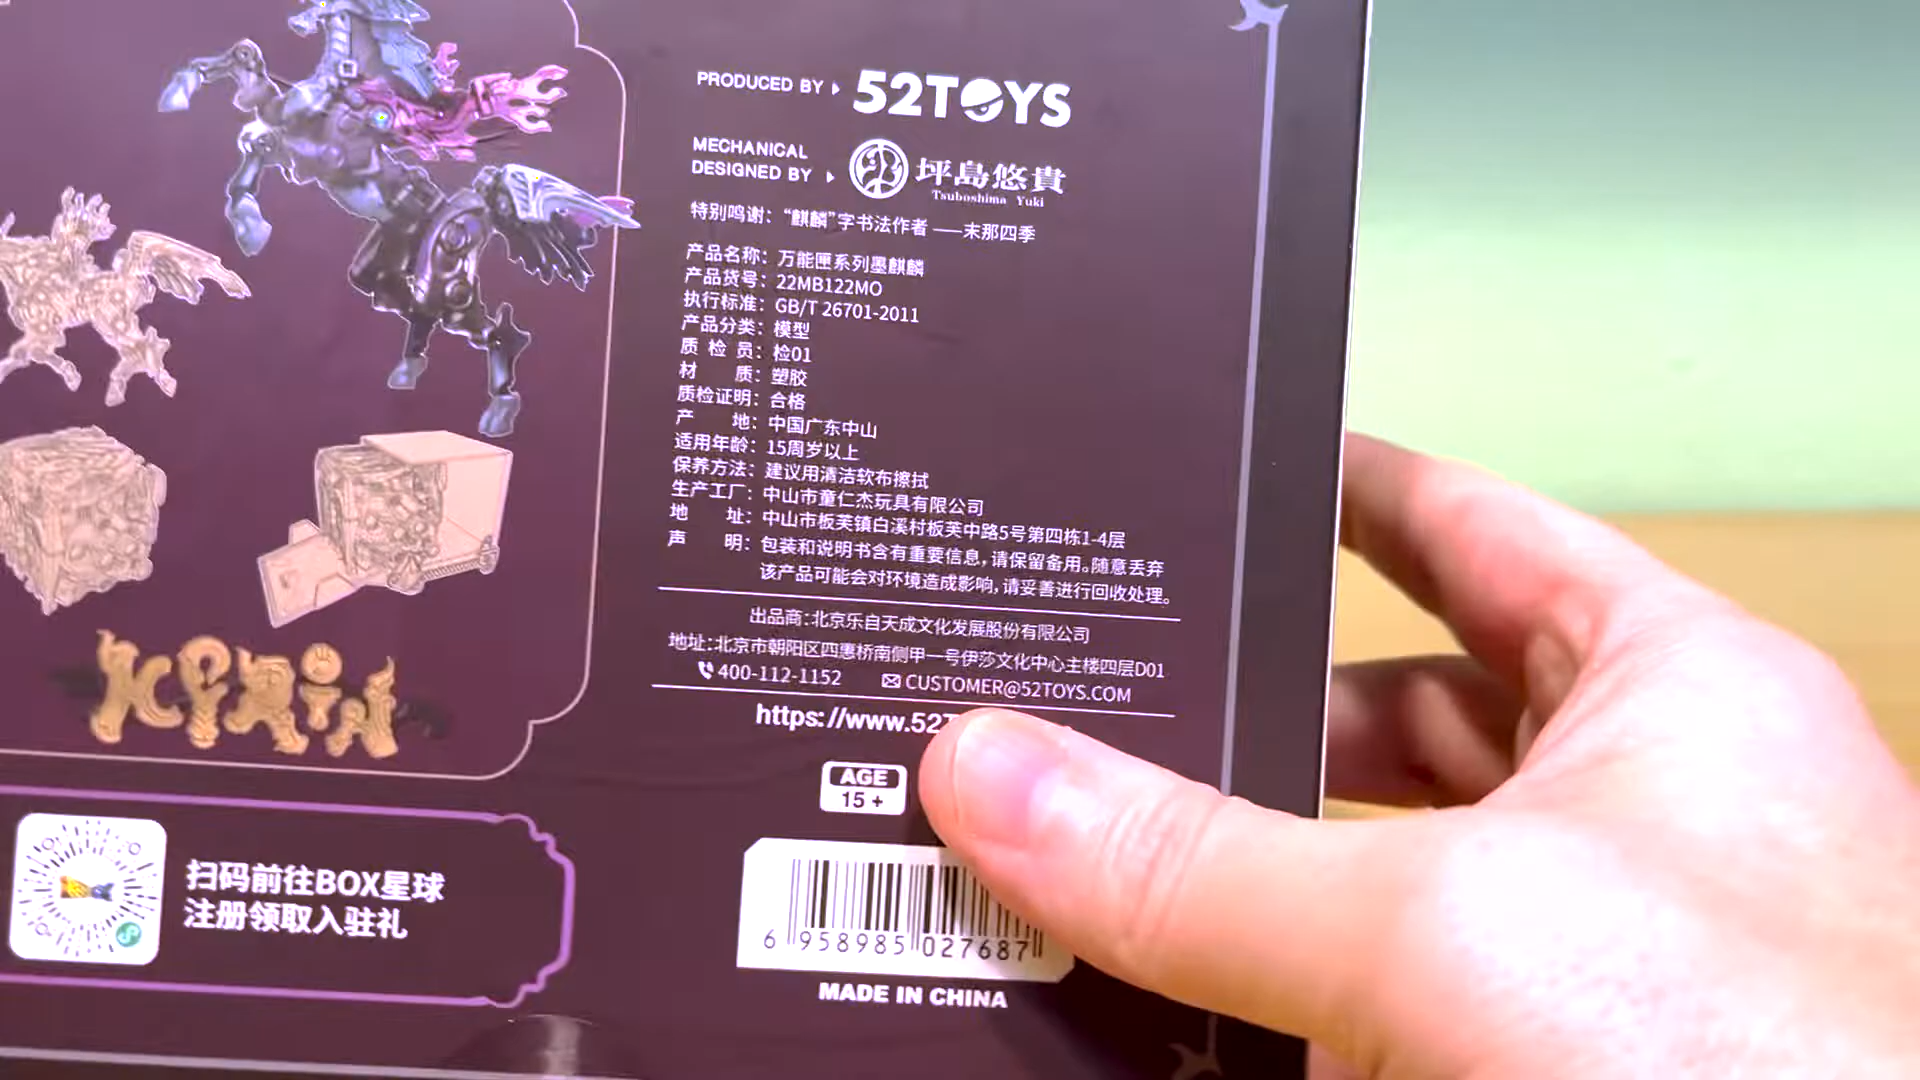 PRODUCED BY 52TOYS
MECHANICAL
DESIGNED BY 坪島悠貴
Tsuboshima Yuki
特别鸣谢：“麒麟”字书法作者 ——末那四季
产品名称：万能匣系列墨麒麟
产品货号：22MB122MO
执行标准：GB/T 26701-2011
产品分类：模型
质 检 员：检01
材 质：塑胶
质检证明：合格
产 地：中国广东中山
适用年龄：15周岁以上
保养方法：建议用清洁软布擦拭
生产工厂：中山市童仁杰玩具有限公司
地 址：中山市板芙镇白溪村板芙中路5号第四栋1-4层
声 明：包装和说明书含有重要信息，请保留备用。随意丢弃
该产品可能会对环境造成影响，请妥善进行回收处理。
出品商：北京乐自天成文化发展股份有限公司
地址：北京市朝阳区四惠桥南侧甲一号伊莎文化中心主楼四层D01
400-112-1152 CUSTOMER@52TOYS.COM
https://www.52T
AGE
15 +
6 958985 027687
MADE IN CHINA
KIRIN
扫码前往BOX星球
注册领取入驻礼